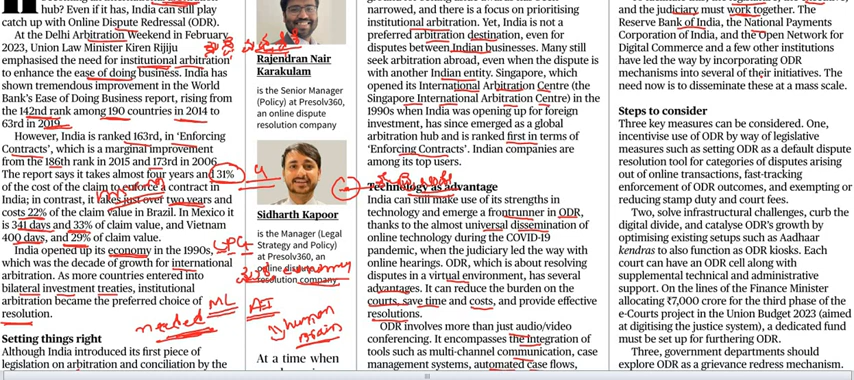 hub? Even if it has, India can still play
catch up with Online Dispute Redressal (ODR).
At the Delhi Arbitration Weekend in February
2023, Union Law Minister Kiren Rijiju
emphasised the need for institutional arbitration
to enhance the ease of doing business. India has
shown tremendous improvement in the World
Bank's Ease of Doing Business report, rising from
the 142nd rank among 190 countries in 2014 to
63rd in 2019.
However, India is ranked 163rd, in 'Enforcing
Contracts', which is a marginal improvement
from the 186th rank in 2015 and 173rd in 2006.
The report says it takes almost four years and 31%
of the cost of the claim to enforce a contract in
India; in contrast, it takes just over two years and
costs 22% of the claim value in Brazil. In Mexico it
is 341 days and 33% of claim value, and Vietnam
400 days, and 29% of claim value.
India opened up its economy in the 1990s,
which was the decade of growth for international
arbitration. As more countries entered into
bilateral investment treaties, institutional
arbitration became the preferred choice of
resolution.
needed
ML
AI
human
Brain
economy
Setting things right
Although India introduced its first piece of
legislation on arbitration and conciliation by the
Rajendran Nair
Karakulam
is the Senior Manager
(Policy) at Presolv360,
an online dispute
resolution company
4
Sidharth Kapoor
is the Manager (Legal
Strategy and Policy)
at Presolv360, an
online dispute
resolution company
At a time when
narrowed, and there is a focus on prioritising
institutional arbitration. Yet, India is not a
preferred arbitration destination, even for
disputes between Indian businesses. Many still
seek arbitration abroad, even when the dispute is
with another Indian entity. Singapore, which
opened its International Arbitration Centre (the
Singapore International Arbitration Centre) in the
1990s when India was opening up for foreign
investment, has since emerged as a global
arbitration hub and is ranked first in terms of
'Enforcing Contracts'. Indian companies are
among its top users.
Technology as advantage
India can still make use of its strengths in
technology and emerge a frontrunner in ODR,
thanks to the almost universal dissemination of
online technology during the COVID-19
pandemic, when the judiciary led the way with
online hearings. ODR, which is about resolving
disputes in a virtual environment, has several
advantages. It can reduce the burden on the
courts, save time and costs, and provide effective
resolutions.
ODR involves more than just audio/video
conferencing. It encompasses the integration of
tools such as multi-channel communication, case
management systems, automated case flows,
and the judiciary must work together. The
Reserve Bank of India, the National Payments
Corporation of India, and the Open Network for
Digital Commerce and a few other institutions
have led the way by incorporating ODR
mechanisms into several of their initiatives. The
need now is to disseminate these at a mass scale.
Steps to consider
Three key measures can be considered. One,
incentivise use of ODR by way of legislative
measures such as setting ODR as a default dispute
resolution tool for categories of disputes arising
out of online transactions, fast-tracking
enforcement of ODR outcomes, and exempting or
reducing stamp duty and court fees.
Two, solve infrastructural challenges, curb the
digital divide, and catalyse ODR's growth by
optimising existing setups such as Aadhaar
kendras to also function as ODR kiosks. Each
court can have an ODR cell along with
supplemental technical and administrative
support. On the lines of the Finance Minister
allocating ₹7,000 crore for the third phase of the
e-Courts project in the Union Budget 2023 (aimed
at digitising the justice system), a dedicated fund
must be set up for furthering ODR.
Three, government departments should
explore ODR as a grievance redress mechanism.